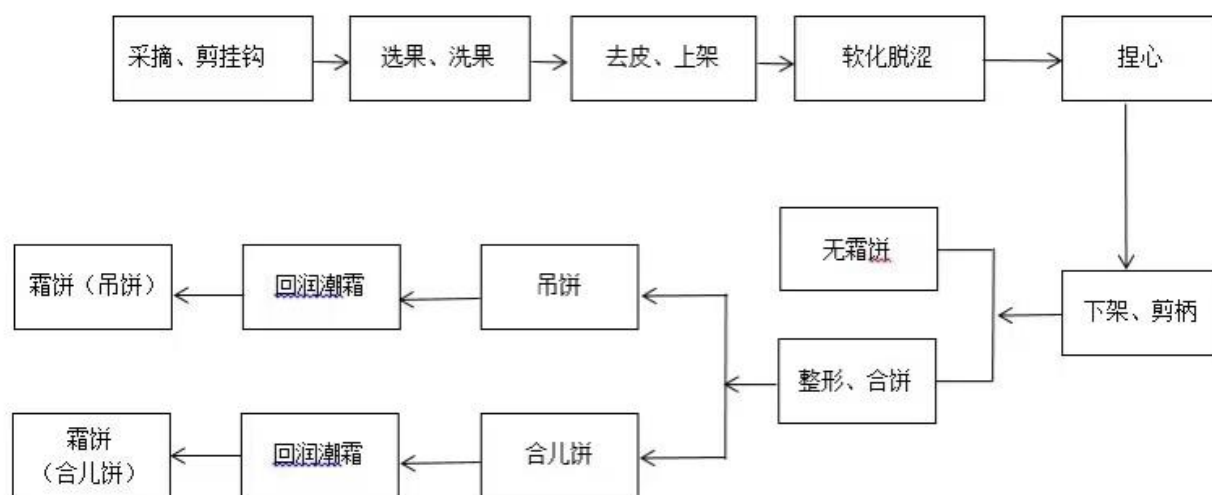 采摘、剪挂钩
选果、洗果
去皮、上架
软化脱涩
捏心
下架、剪柄
无霜饼
整形、合饼
吊饼
回润潮霜
霜饼（吊饼）
合儿饼
回润潮霜
霜饼
（合儿饼）